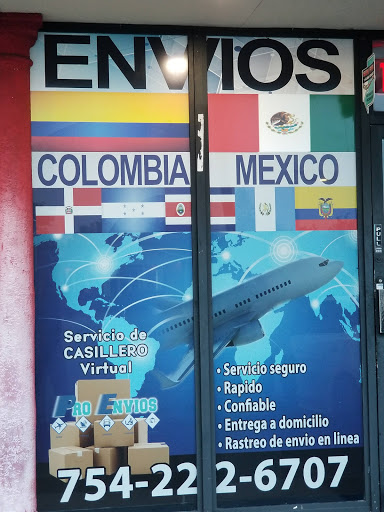 ENVIOS
COLOMBIA MEXICO
Servicio de
CASILLERO
Virtual
PRO ENVIOS
• Servicio seguro
• Rapido
• Confiable
• Entrega a domicilio
• Rastreo de envio en linea
754-222-6707
PULL